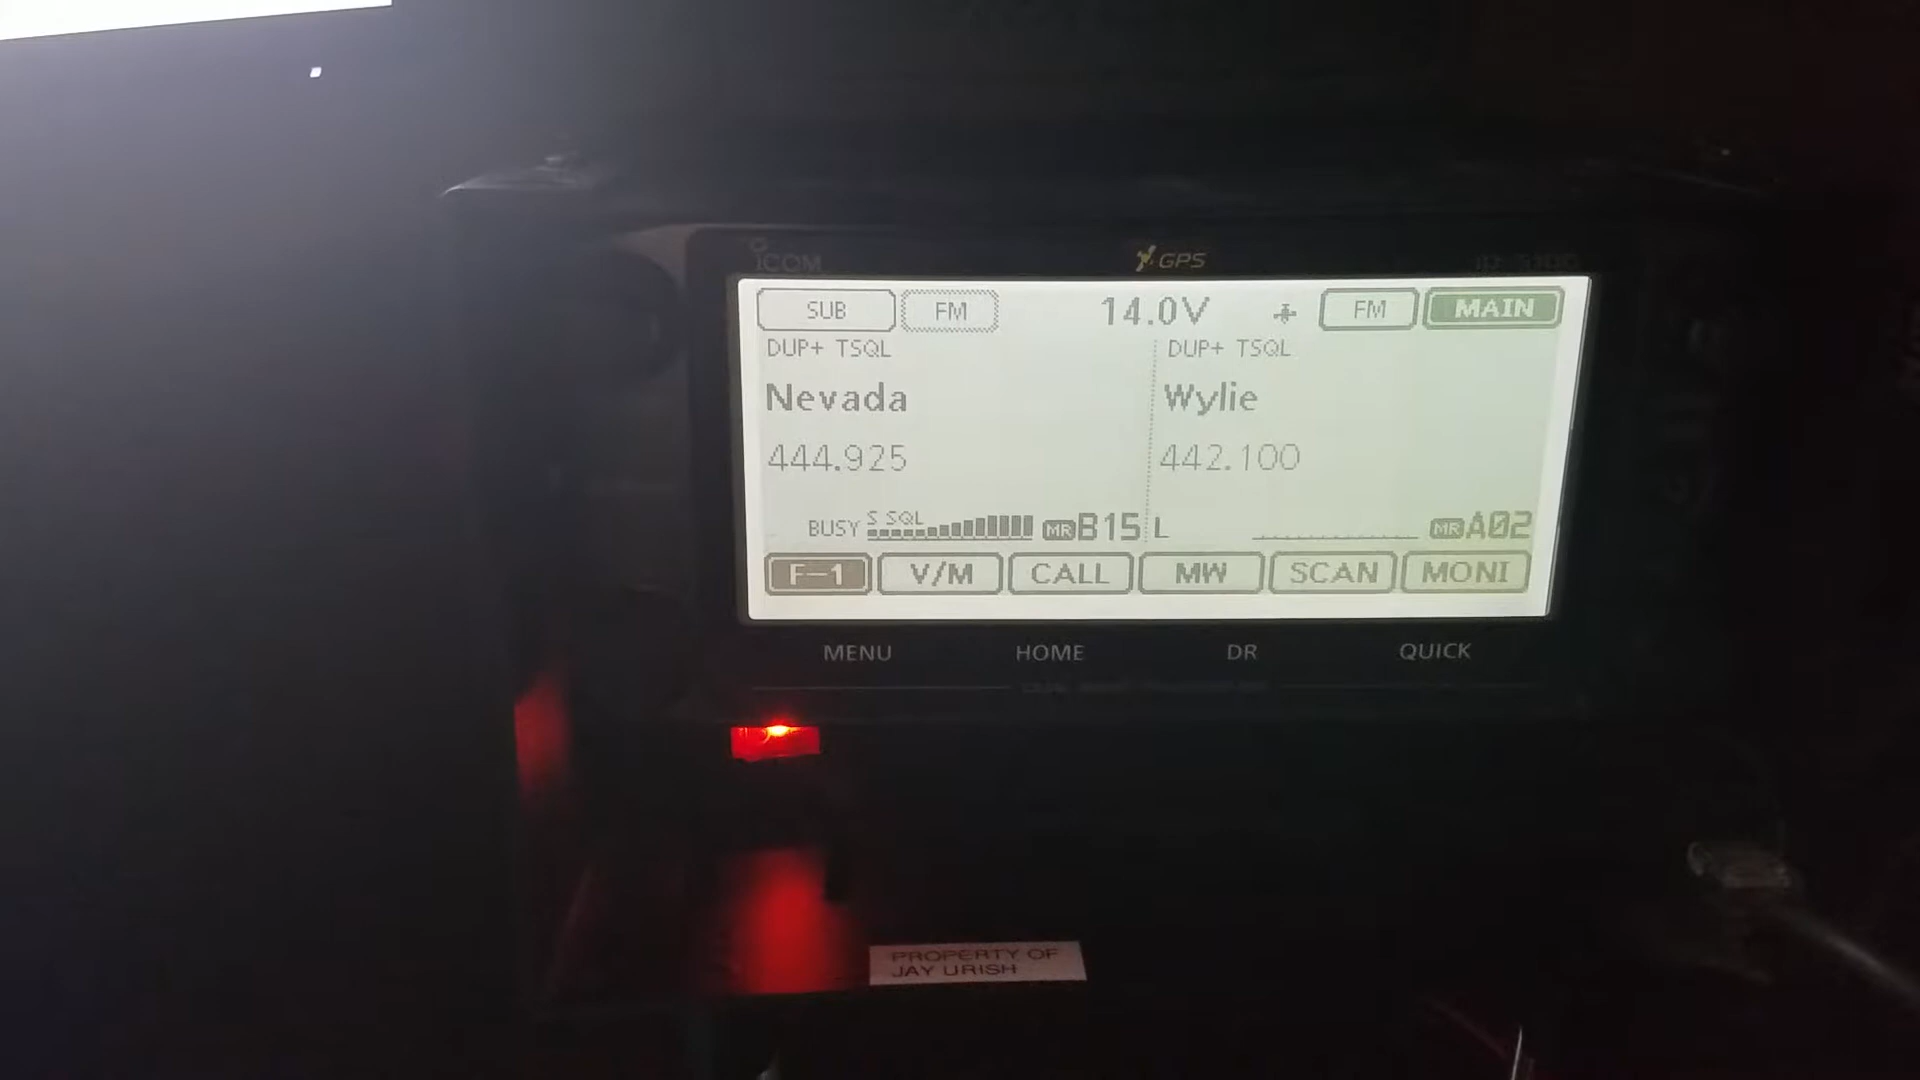 ICOM
GPS
SUB FM 14.0V FM MAIN
DUP+ TSQL DUP+ TSQL
Nevada Wylie
444.925 442.100
BUSY S SQL MR B15 L MR A02
F-1 V/M CALL MW SCAN MONI
MENU HOME DR QUICK
PROPERTY OF
JAY URISH